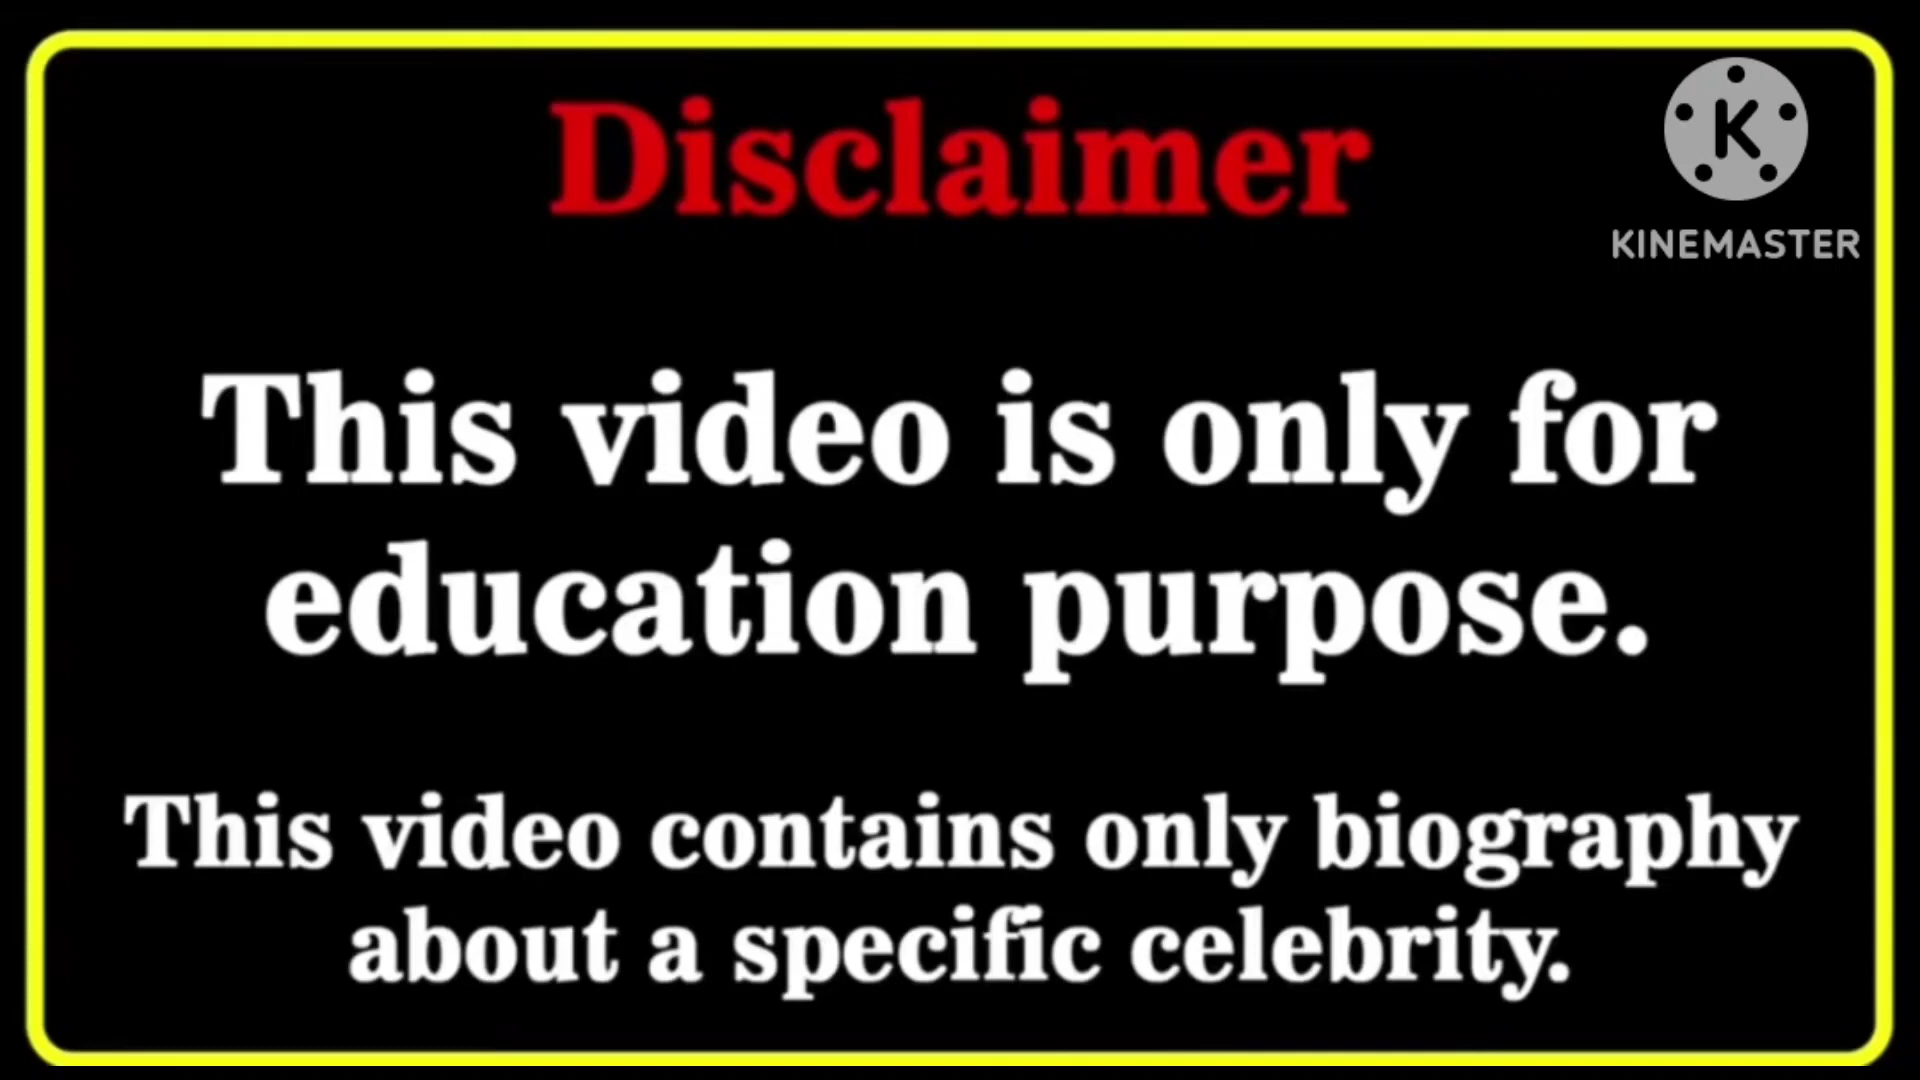 Disclaimer
K
KINEMASTER
This video is only for
education purpose.
This video contains only biography
about a specific celebrity.